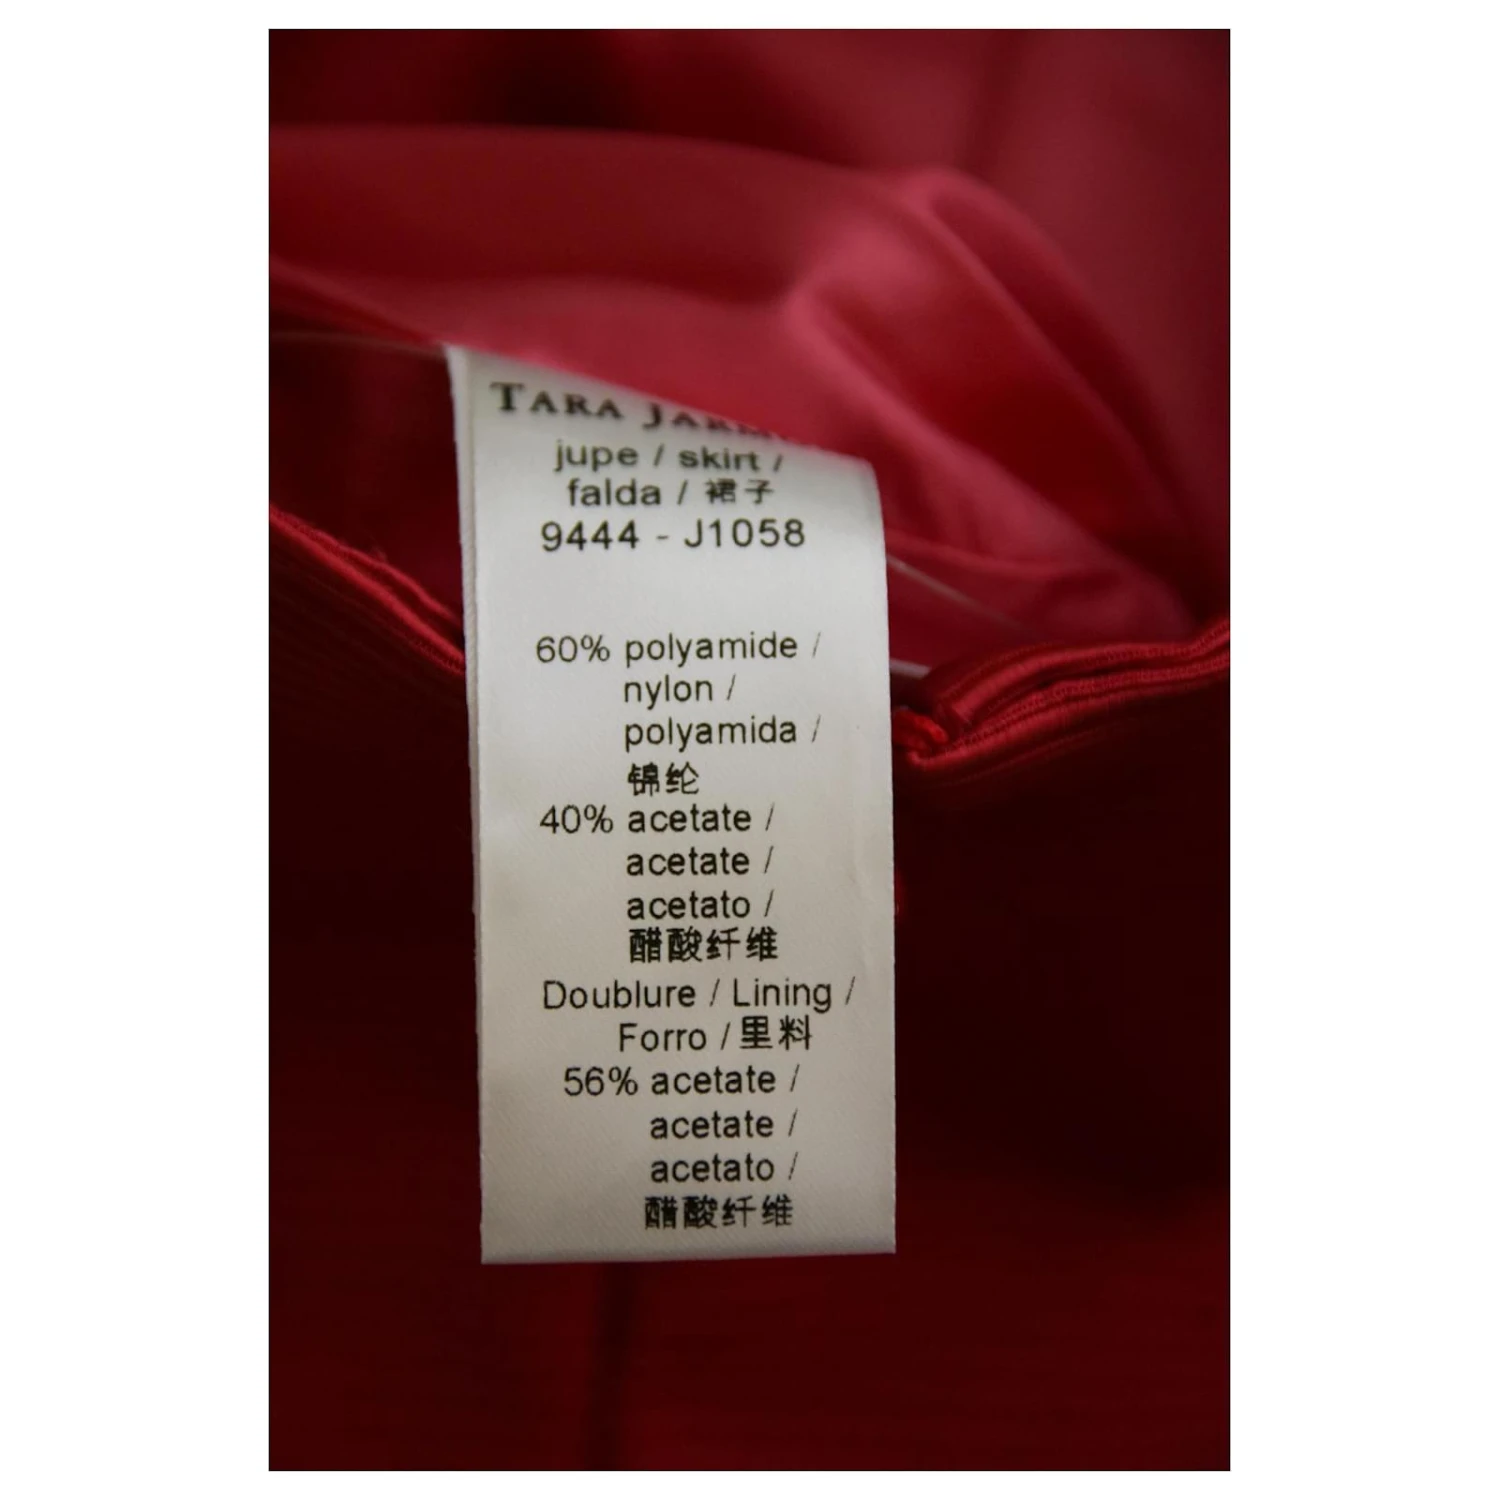 TARA
jupe / skirt /
falda / 裙子
9444 - J1058
60% polyamide /
nylon /
polyamida /
锦纶
40% acetate /
acetate /
acetato /
醋酸纤维
Doublure / Lining /
Forro / 里料
56% acetate /
acetate /
acetato /
醋酸纤维